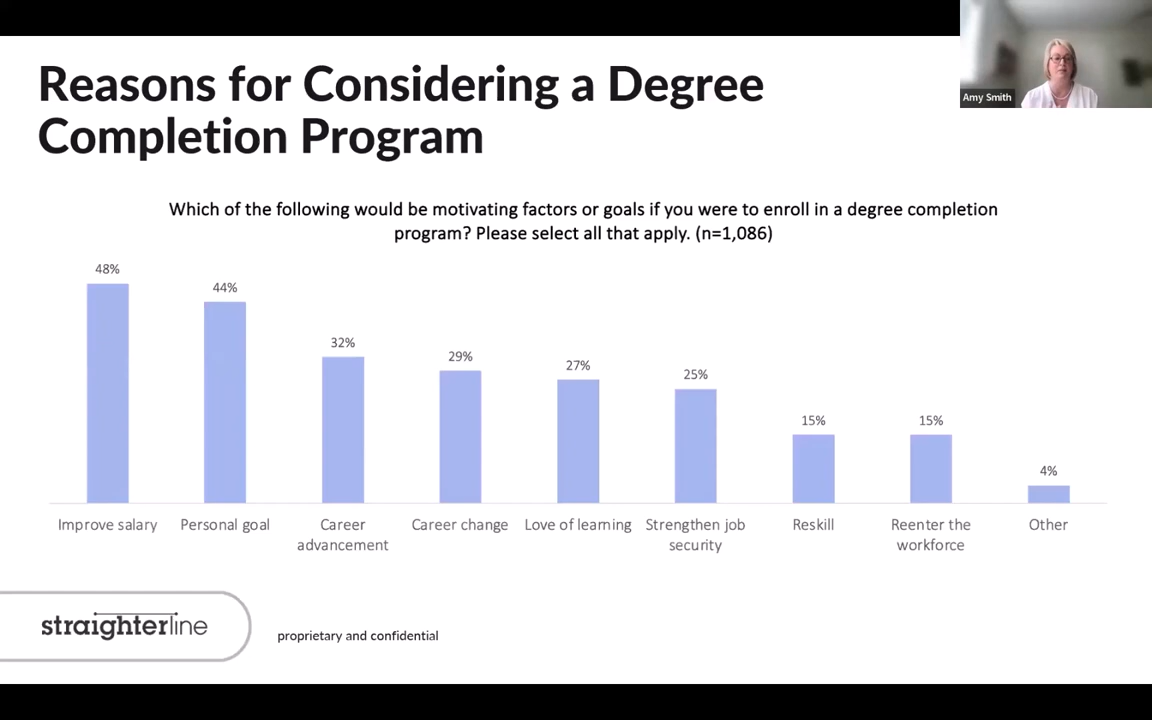 Reasons for Considering a Degree
Completion Program
Amy Smith
Which of the following would be motivating factors or goals if you were to enroll in a degree completion
program? Please select all that apply. (n=1,086)
48%
44%
32%
29%
27%
25%
15%
15%
4%
Improve salary
Personal goal
Career
advancement
Career change
Love of learning
Strengthen job
security
Reskill
Reenter the
workforce
Other
straighterline
proprietary and confidential